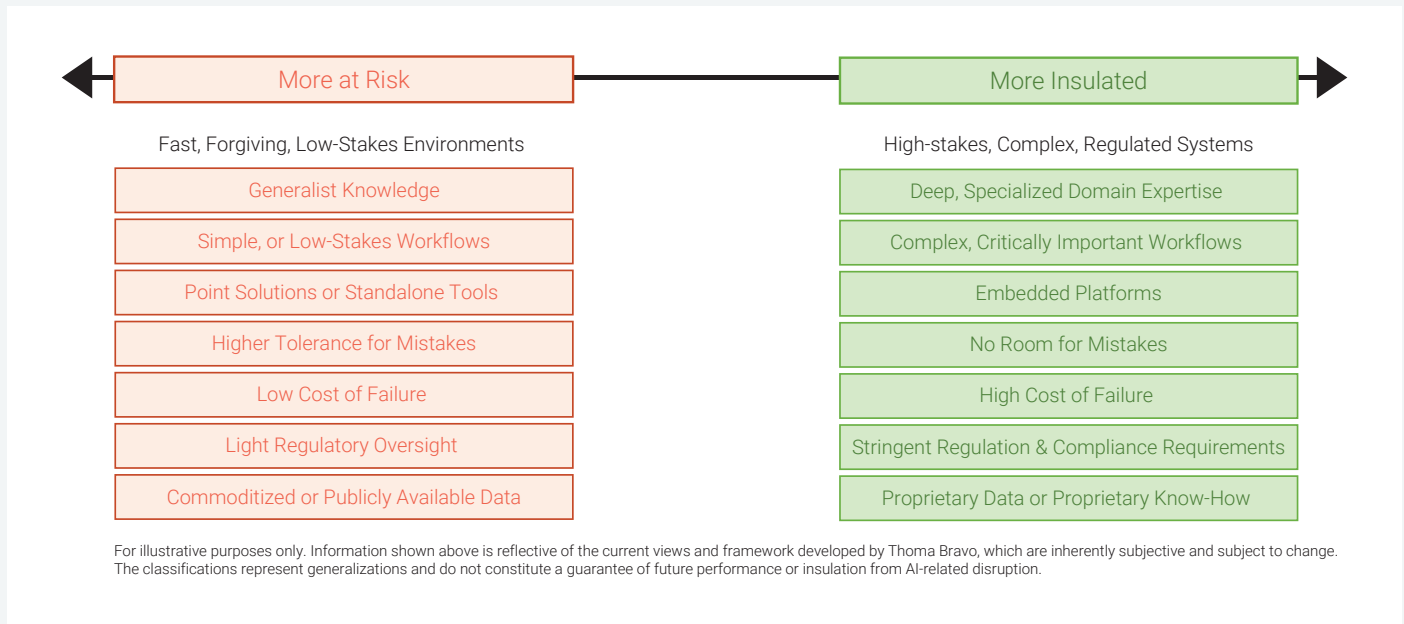 More at Risk
More Insulated
Fast, Forgiving, Low-Stakes Environments
High-stakes, Complex, Regulated Systems
Generalist Knowledge
Deep, Specialized Domain Expertise
Simple, or Low-Stakes Workflows
Complex, Critically Important Workflows
Point Solutions or Standalone Tools
Embedded Platforms
Higher Tolerance for Mistakes
No Room for Mistakes
Low Cost of Failure
High Cost of Failure
Light Regulatory Oversight
Stringent Regulation & Compliance Requirements
Commoditized or Publicly Available Data
Proprietary Data or Proprietary Know-How
For illustrative purposes only. Information shown above is reflective of the current views and framework developed by Thoma Bravo, which are inherently subjective and subject to change.
The classifications represent generalizations and do not constitute a guarantee of future performance or insulation from AI-related disruption.